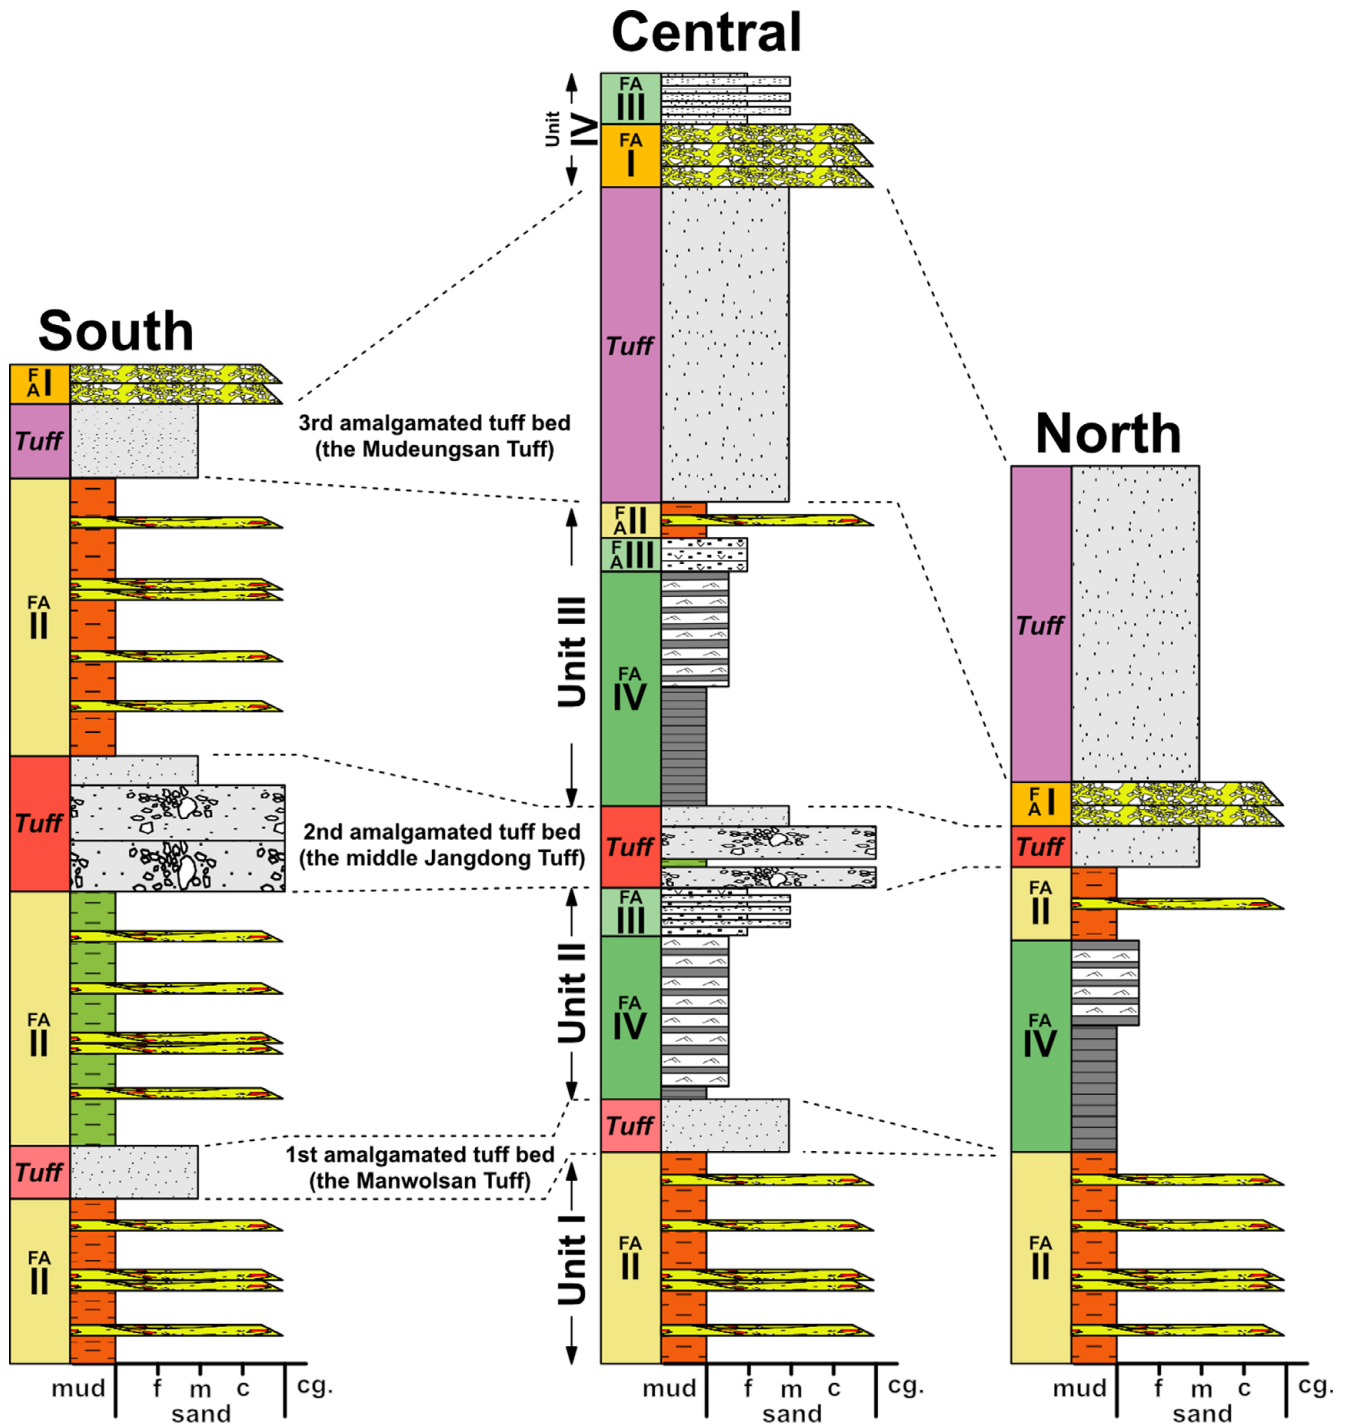 Central
South
North
Unit
IV
FA
III
FA
I
Tuff
FA
II
FA
III
FA
IV
Tuff
FA
III
FA
IV
Tuff
FA
II
Unit III
Unit II
Unit I
FA
I
Tuff
FA
II
Tuff
FA
II
Tuff
FA
II
3rd amalgamated tuff bed
(the Mudeungsan Tuff)
2nd amalgamated tuff bed
(the middle Jangdong Tuff)
1st amalgamated tuff bed
(the Manwolsan Tuff)
Tuff
FA
I
Tuff
FA
II
FA
IV
FA
II
mud f m c cg.
sand
mud f m c cg.
sand
mud f m c cg.
sand